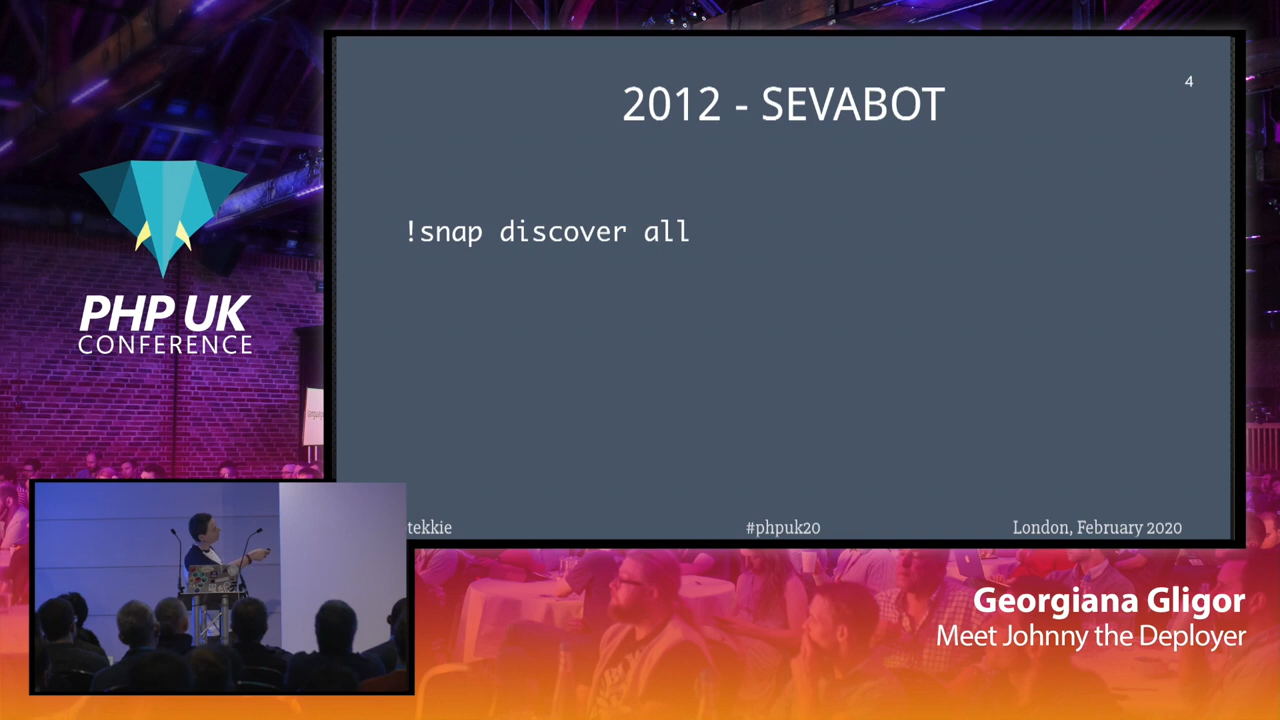 4
2012 - SEVABOT
!snap discover all
tekkie
#phpuk20
London, February 2020
PHP UK
CONFERENCE
Georgiana Gligor
Meet Johnny the Deployer